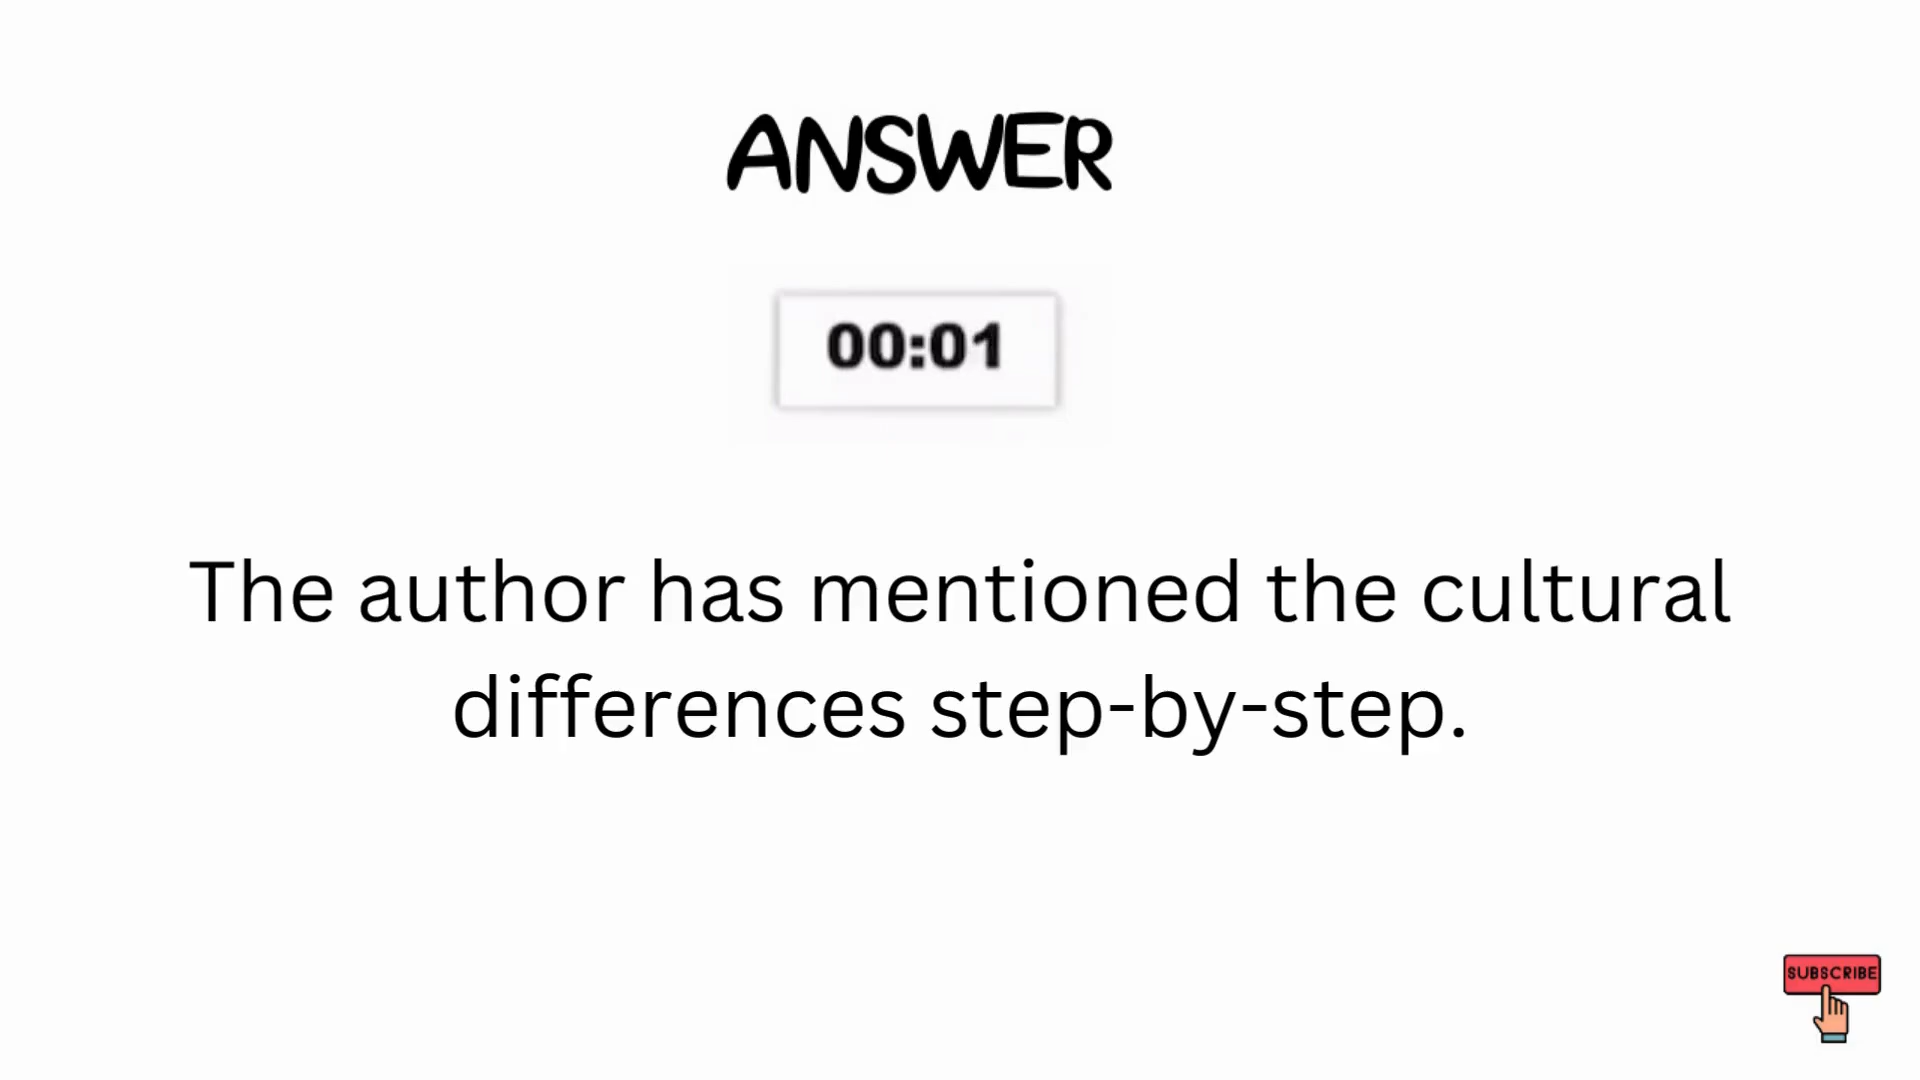 ANSWER
00:01
The author has mentioned the cultural
differences step-by-step.
SUBSCRIBE